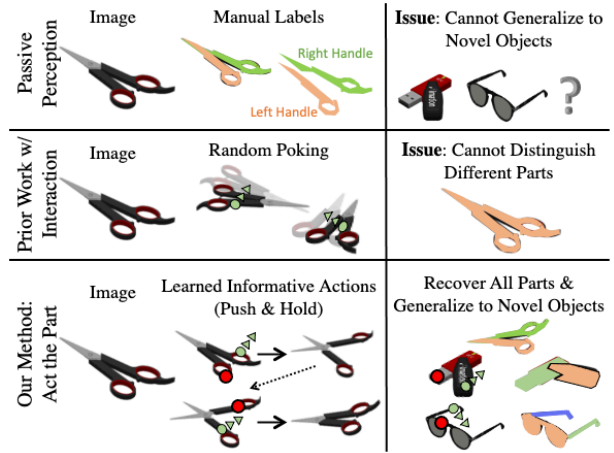 Passive
Perception
Image
Manual Labels
Right Handle
Left Handle
Issue: Cannot Generalize to
Novel Objects
?
Prior Work w/
Interaction
Image
Random Poking
Issue: Cannot Distinguish
Different Parts
Our Method:
Act the Part
Image
Learned Informative Actions
(Push & Hold)
Recover All Parts &
Generalize to Novel Objects